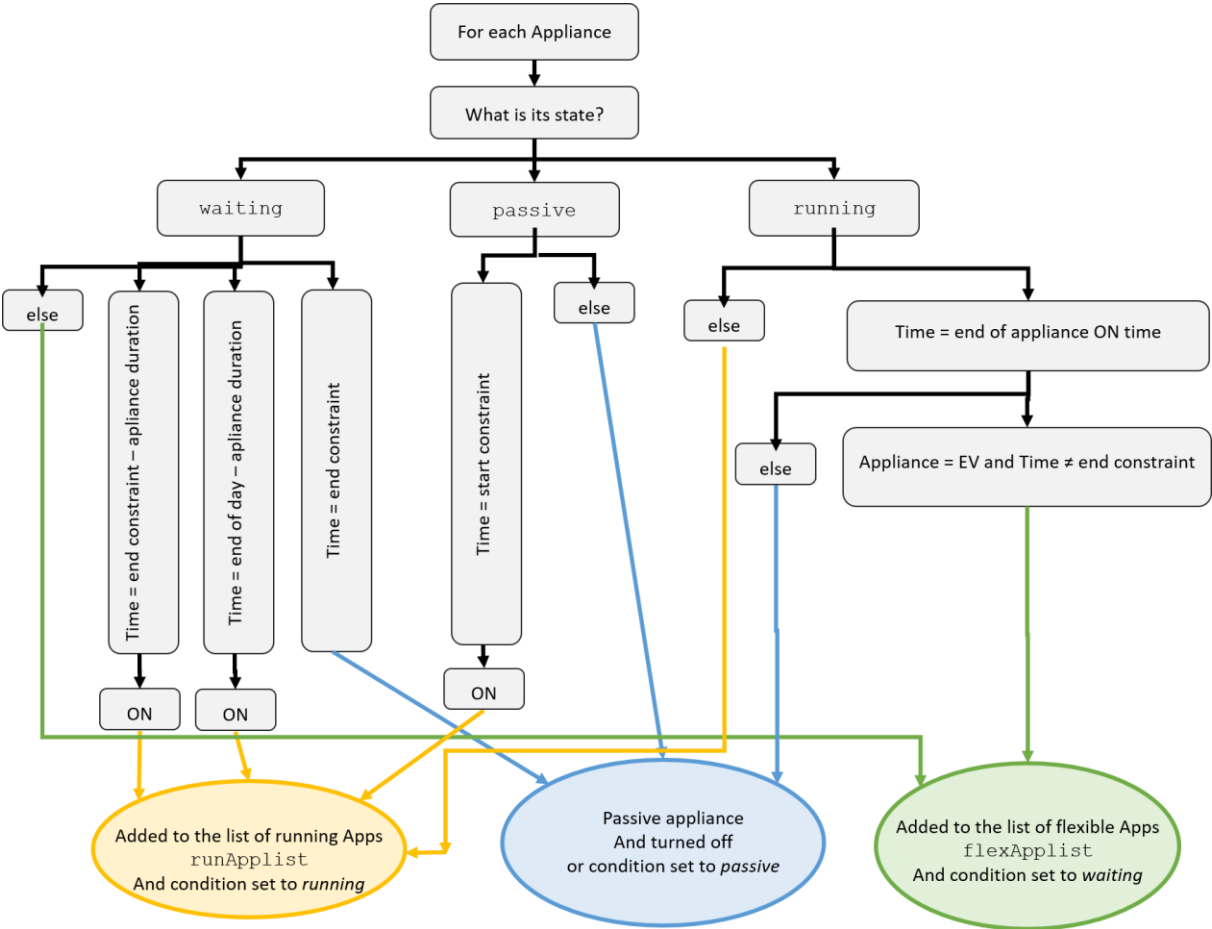 For each Appliance
What is its state?
waiting
passive
running
else
Time = end constraint – apliance duration
Time = end of day – apliance duration
Time = end constraint
Time = start constraint
else
else
Time = end of appliance ON time
else
Appliance = EV and Time ≠ end constraint
ON
ON
ON
Added to the list of running Apps
runApplist
And condition set to running
Passive appliance
And turned off
or condition set to passive
Added to the list of flexible Apps
flexApplist
And condition set to waiting